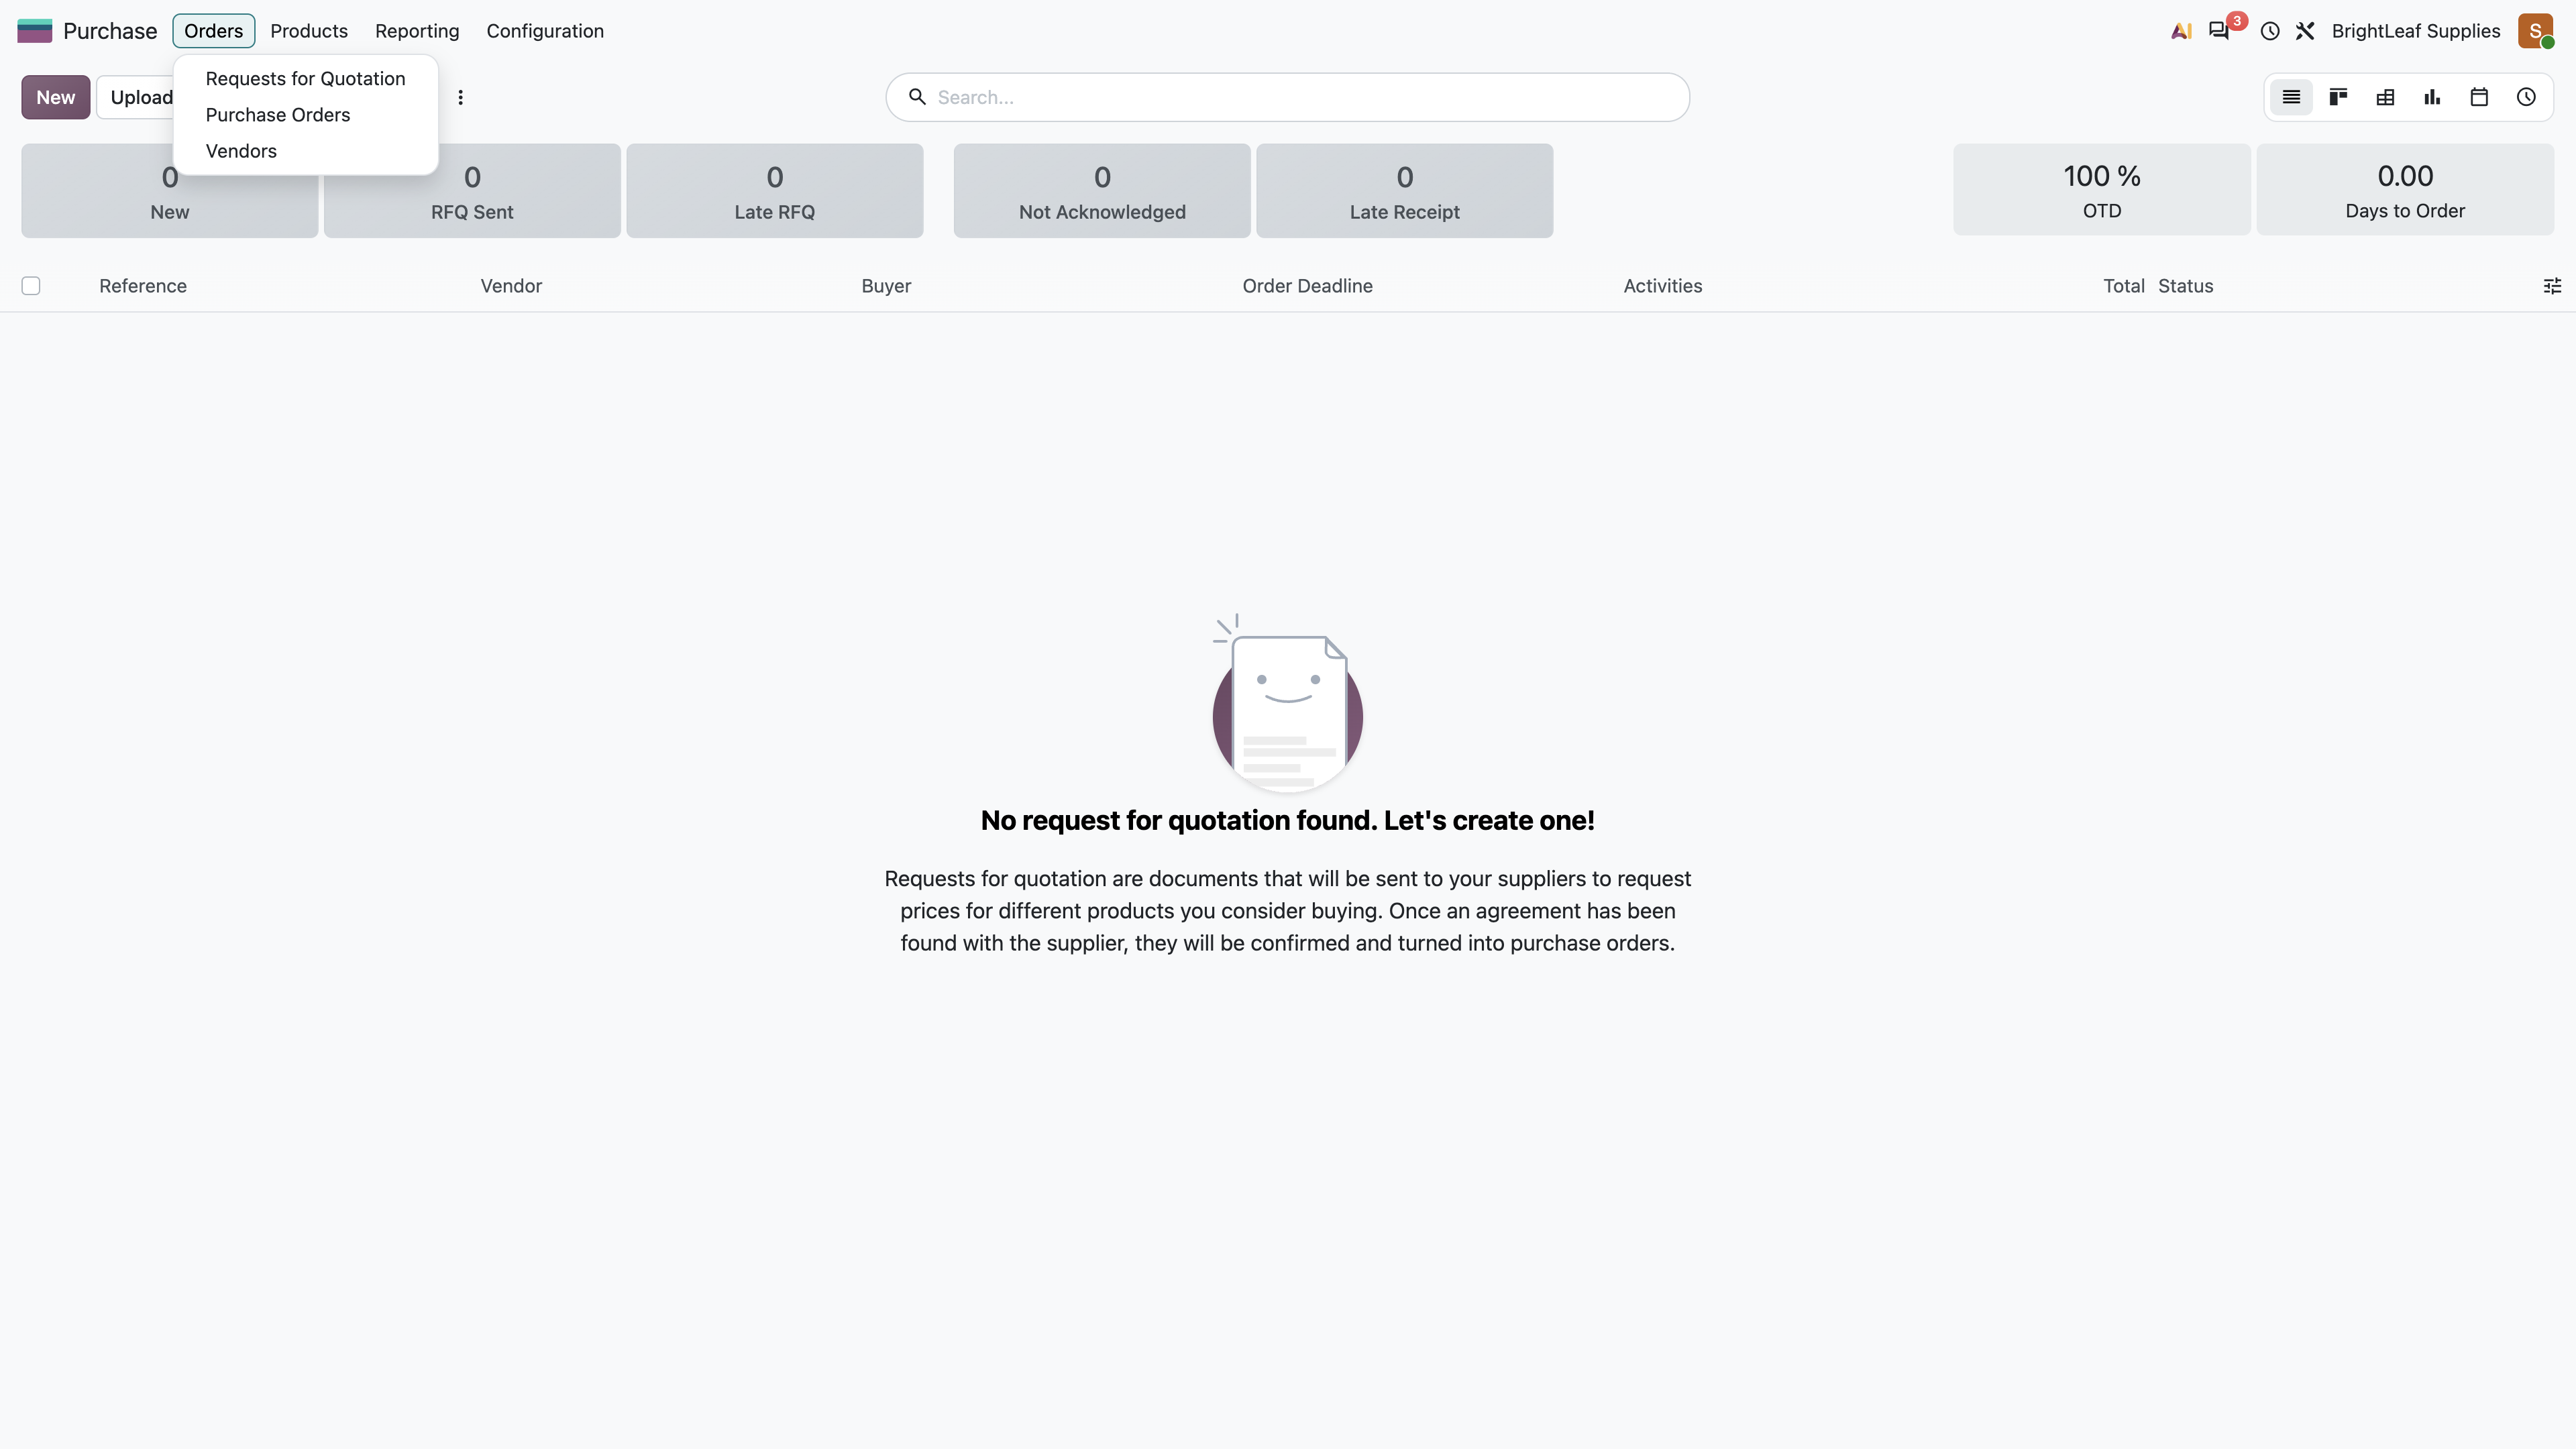 Purchase
Orders
Products
Reporting
Configuration
AI
3
BrightLeaf Supplies
S
New
Upload
Requests for Quotation
Purchase Orders
Vendors
Search...
0
New
0
RFQ Sent
0
Late RFQ
0
Not Acknowledged
0
Late Receipt
100 %
OTD
0.00
Days to Order
Reference
Vendor
Buyer
Order Deadline
Activities
Total
Status
No request for quotation found. Let's create one!
Requests for quotation are documents that will be sent to your suppliers to request
prices for different products you consider buying. Once an agreement has been
found with the supplier, they will be confirmed and turned into purchase orders.